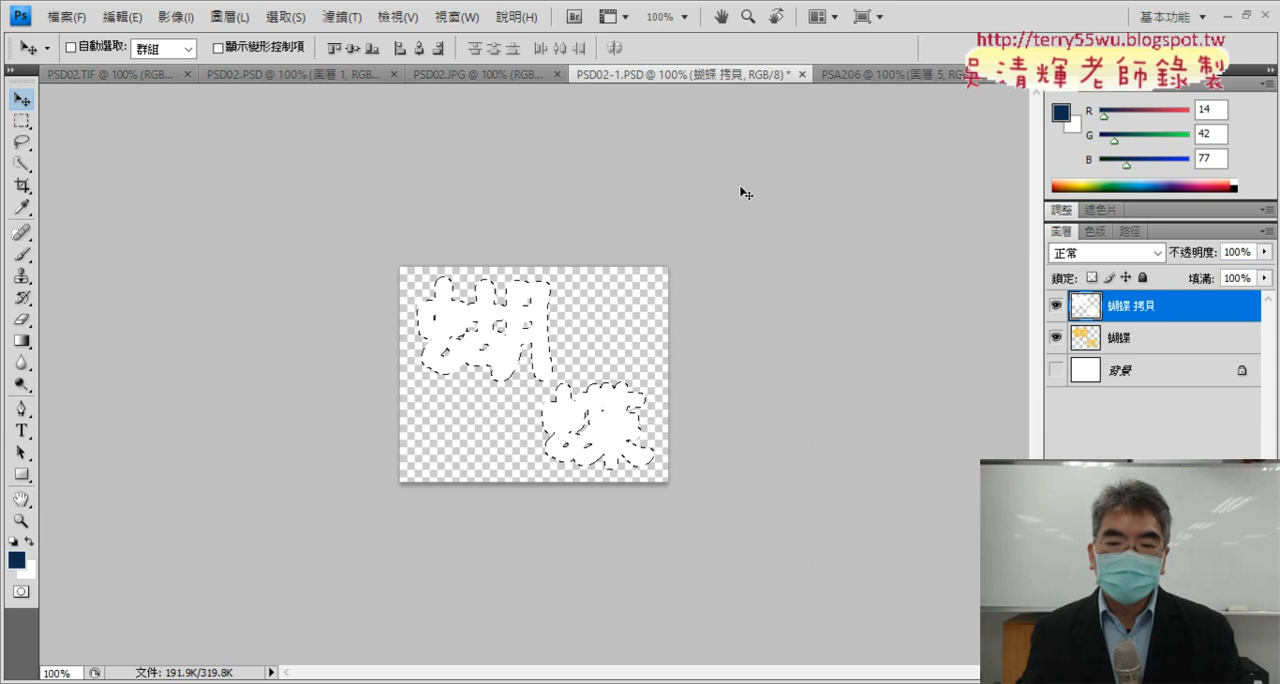 Ps 檔案(F) 編輯(E) 影像(I) 圖層(L) 選取(S) 濾鏡(T) 檢視(V) 視窗(W) 說明(H) Br 100% 基本功能
自動選取: 群組 顯示變形控制項
http://terry55wu.blogspot.tw
吳清輝老師錄製
PSD02.TIF @ 100% (RGB... × PSD02.PSD @ 100% (圖層 1, RGB... × PSD02.JPG @ 100% (RGB... × PSD02-1.PSD @ 100% (蝴蝶 拷貝, RGB/8) * × PSA206 @ 100% (圖層 5, RG
R 14
G 42
B 77
調整 遮色片
圖層 色版 路徑
正常 不透明度: 100%
鎖定: 填滿: 100%
蝴蝶 拷貝
蝴蝶
背景
蝴
蝶
T
100% 文件: 191.9K/319.8K